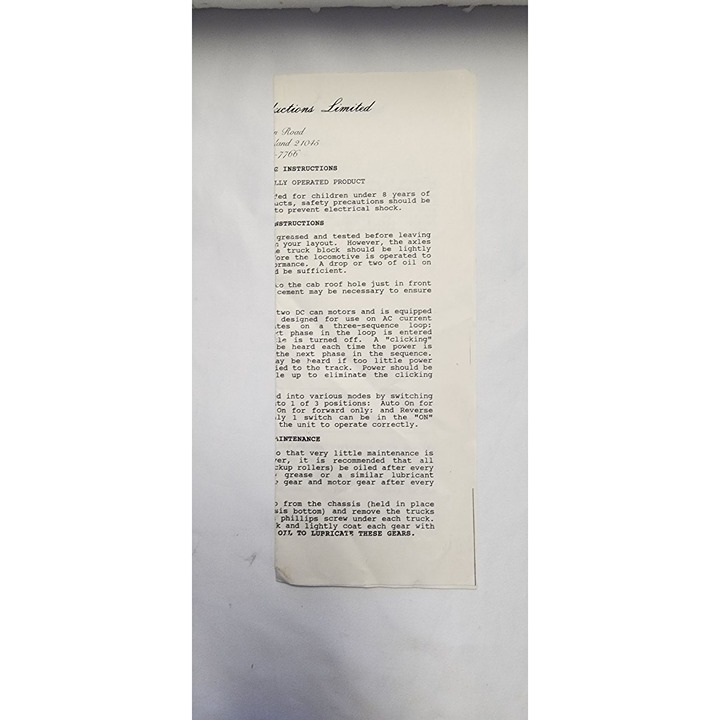 ductions Limited
n Road
land 21045
-7766
G INSTRUCTIONS
LLY OPERATED PRODUCT
ed for children under 8 years of
ucts, safety precautions should be
to prevent electrical shock.
NSTRUCTIONS
greased and tested before leaving
n your layout. However, the axles
e truck block should be lightly
ore the locomotive is operated to
ormance. A drop or two of oil on
d be sufficient.
o the cab roof hole just in front
cement may be necessary to ensure
two DC can motors and is equipped
designed for use on AC current
tes on a three-sequence loop:
t phase in the loop is entered
le is turned off. A "clicking"
be heard each time the power is
the next phase in the sequence.
ay be heard if too little power
ied to the track. Power should be
le up to eliminate the clicking
d into various modes by switching
to 1 of 3 positions: Auto On for
On for forward only; and Reverse
ly 1 switch can be in the "ON"
the unit to operate correctly.
AINTENANCE
o that very little maintenance is
er, it is recommended that all
ckup rollers) be oiled after every
grease or a similar lubricant
gear and motor gear after every
p from the chassis (held in place
sis bottom) and remove the trucks
phillips screw under each truck.
k and lightly coat each gear with
OIL TO LUBRICATE THESE GEARS.